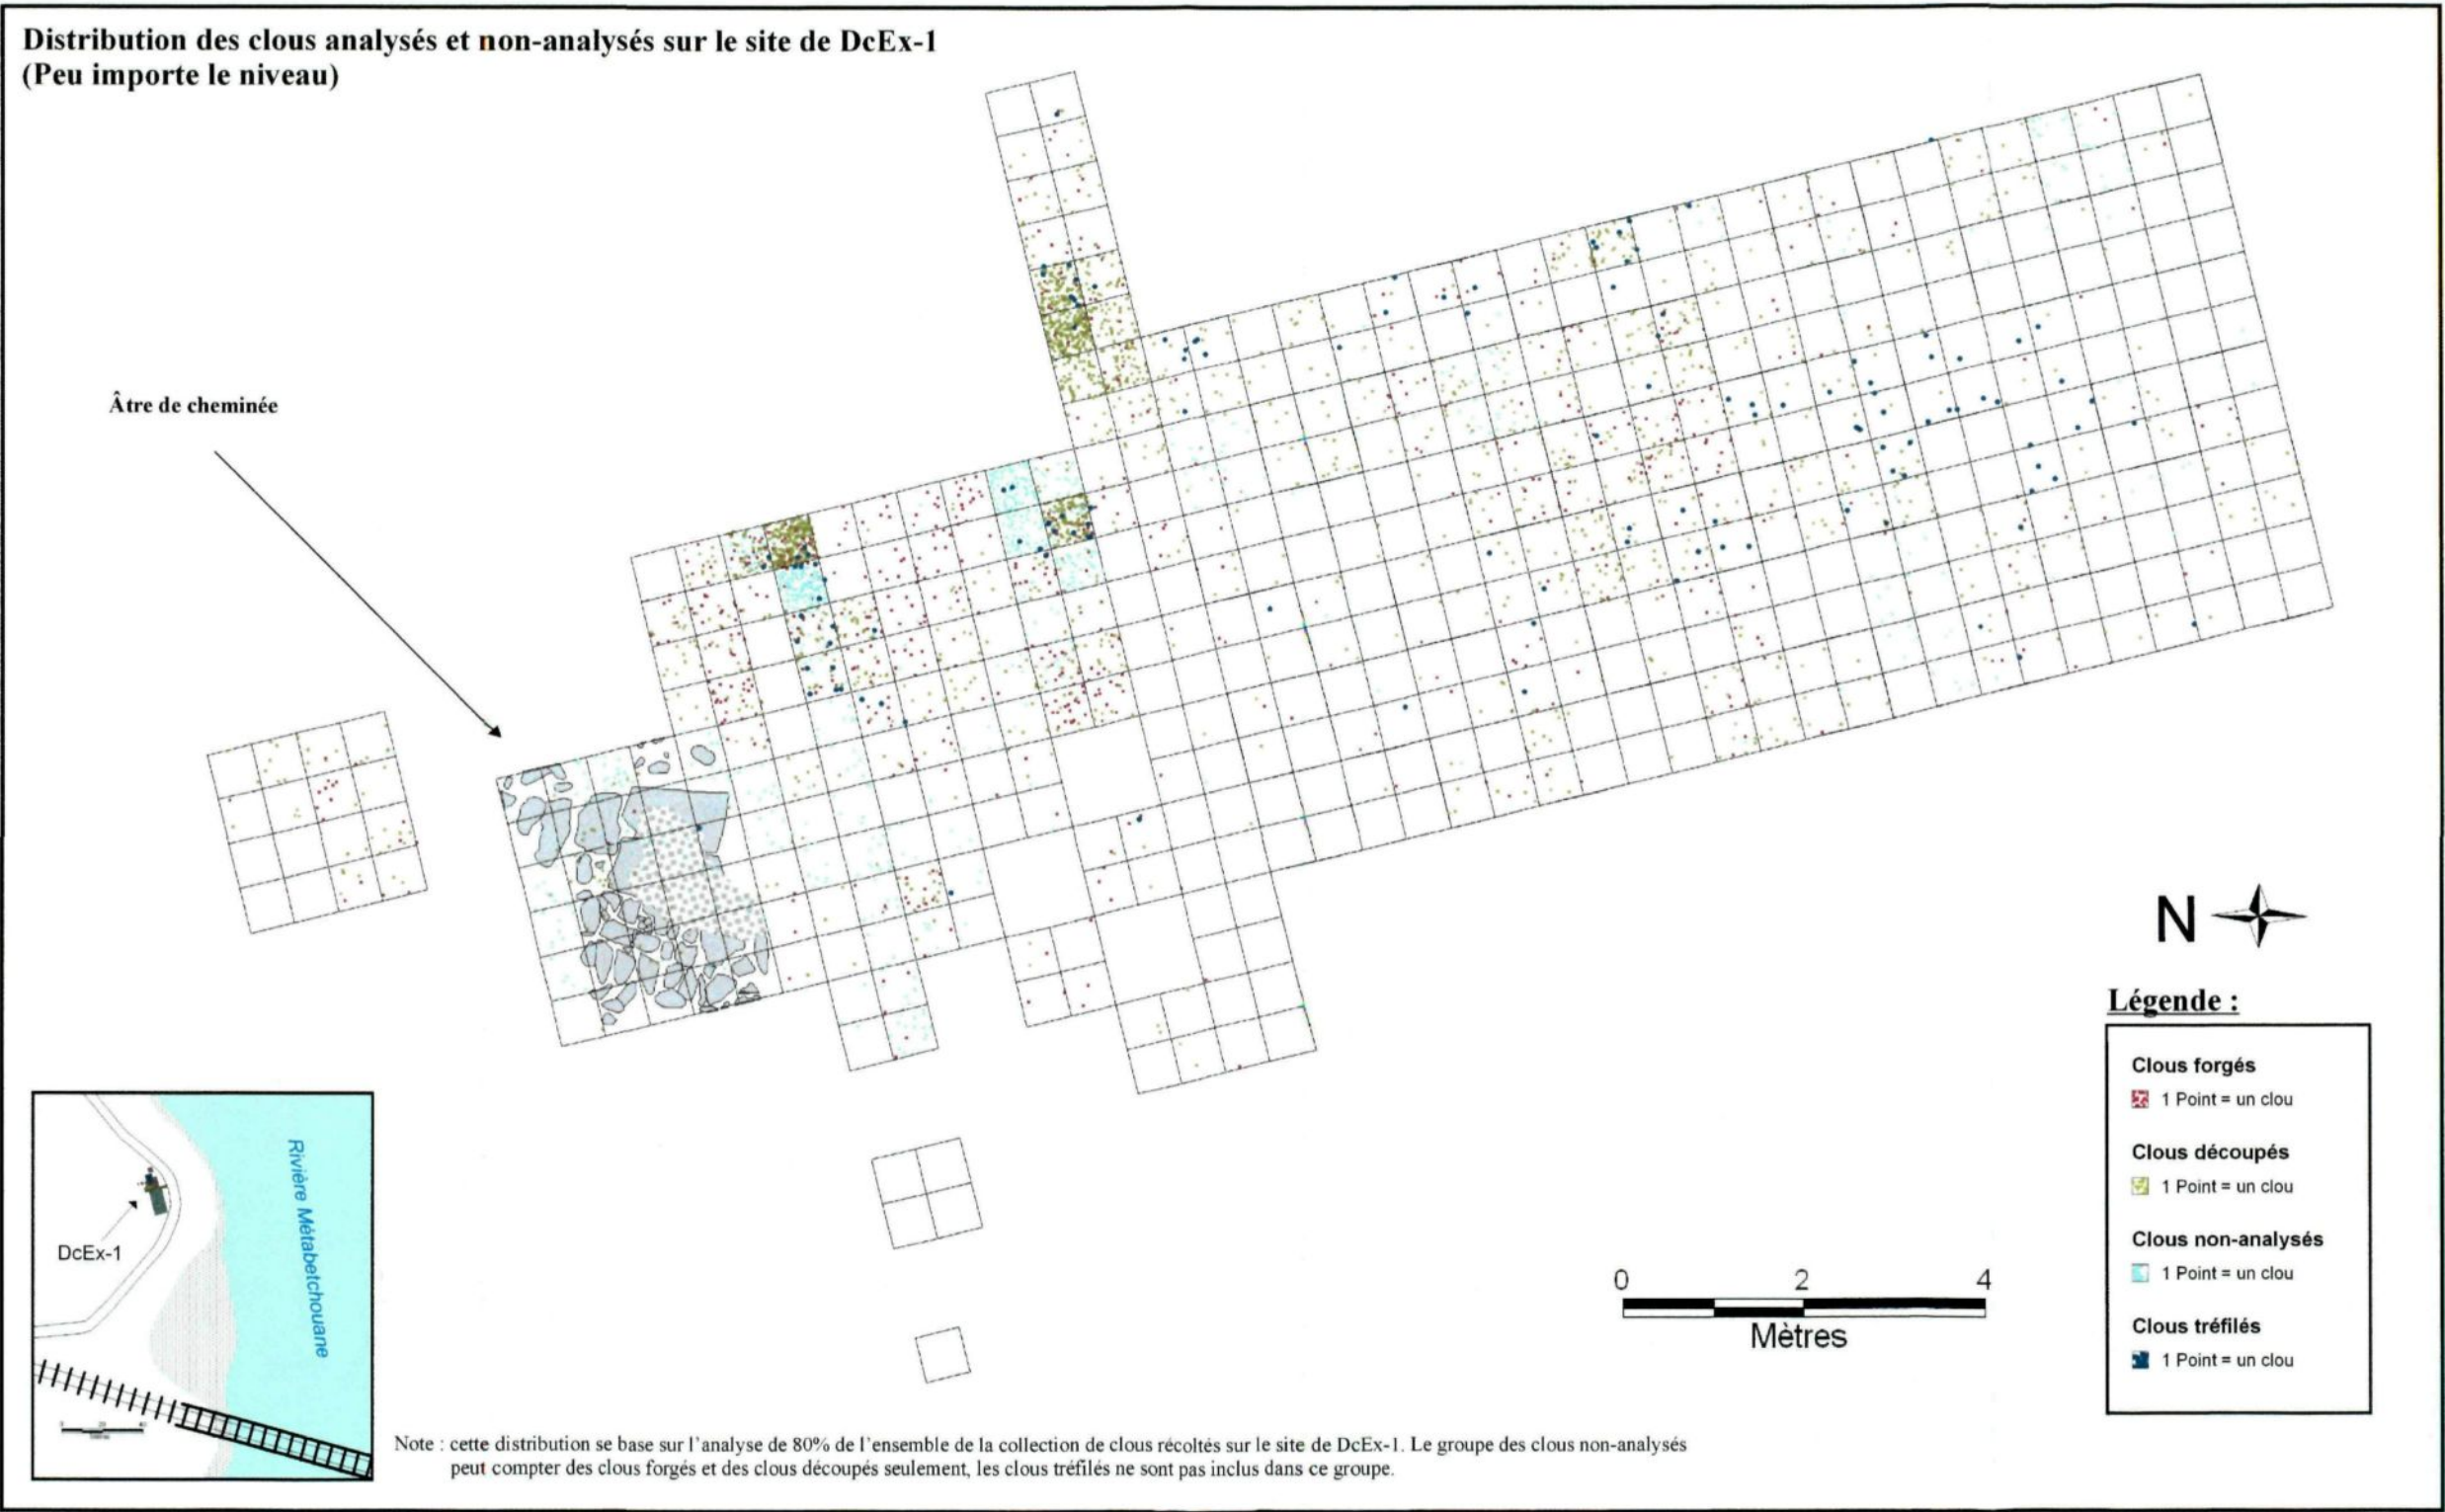 Distribution des clous analysés et non-analysés sur le site de DcEx-1
(Peu importe le niveau)
Âtre de cheminée
N
Légende :
Clous forgés
1 Point = un clou
Clous découpés
1 Point = un clou
Clous non-analysés
1 Point = un clou
Clous tréfilés
1 Point = un clou
Rivière Métabetchouane
DcEx-1
0 2 4
Mètres
Note : cette distribution se base sur l'analyse de 80% de l'ensemble de la collection de clous récoltés sur le site de DcEx-1. Le groupe des clous non-analysés
peut compter des clous forgés et des clous découpés seulement, les clous tréfilés ne sont pas inclus dans ce groupe.